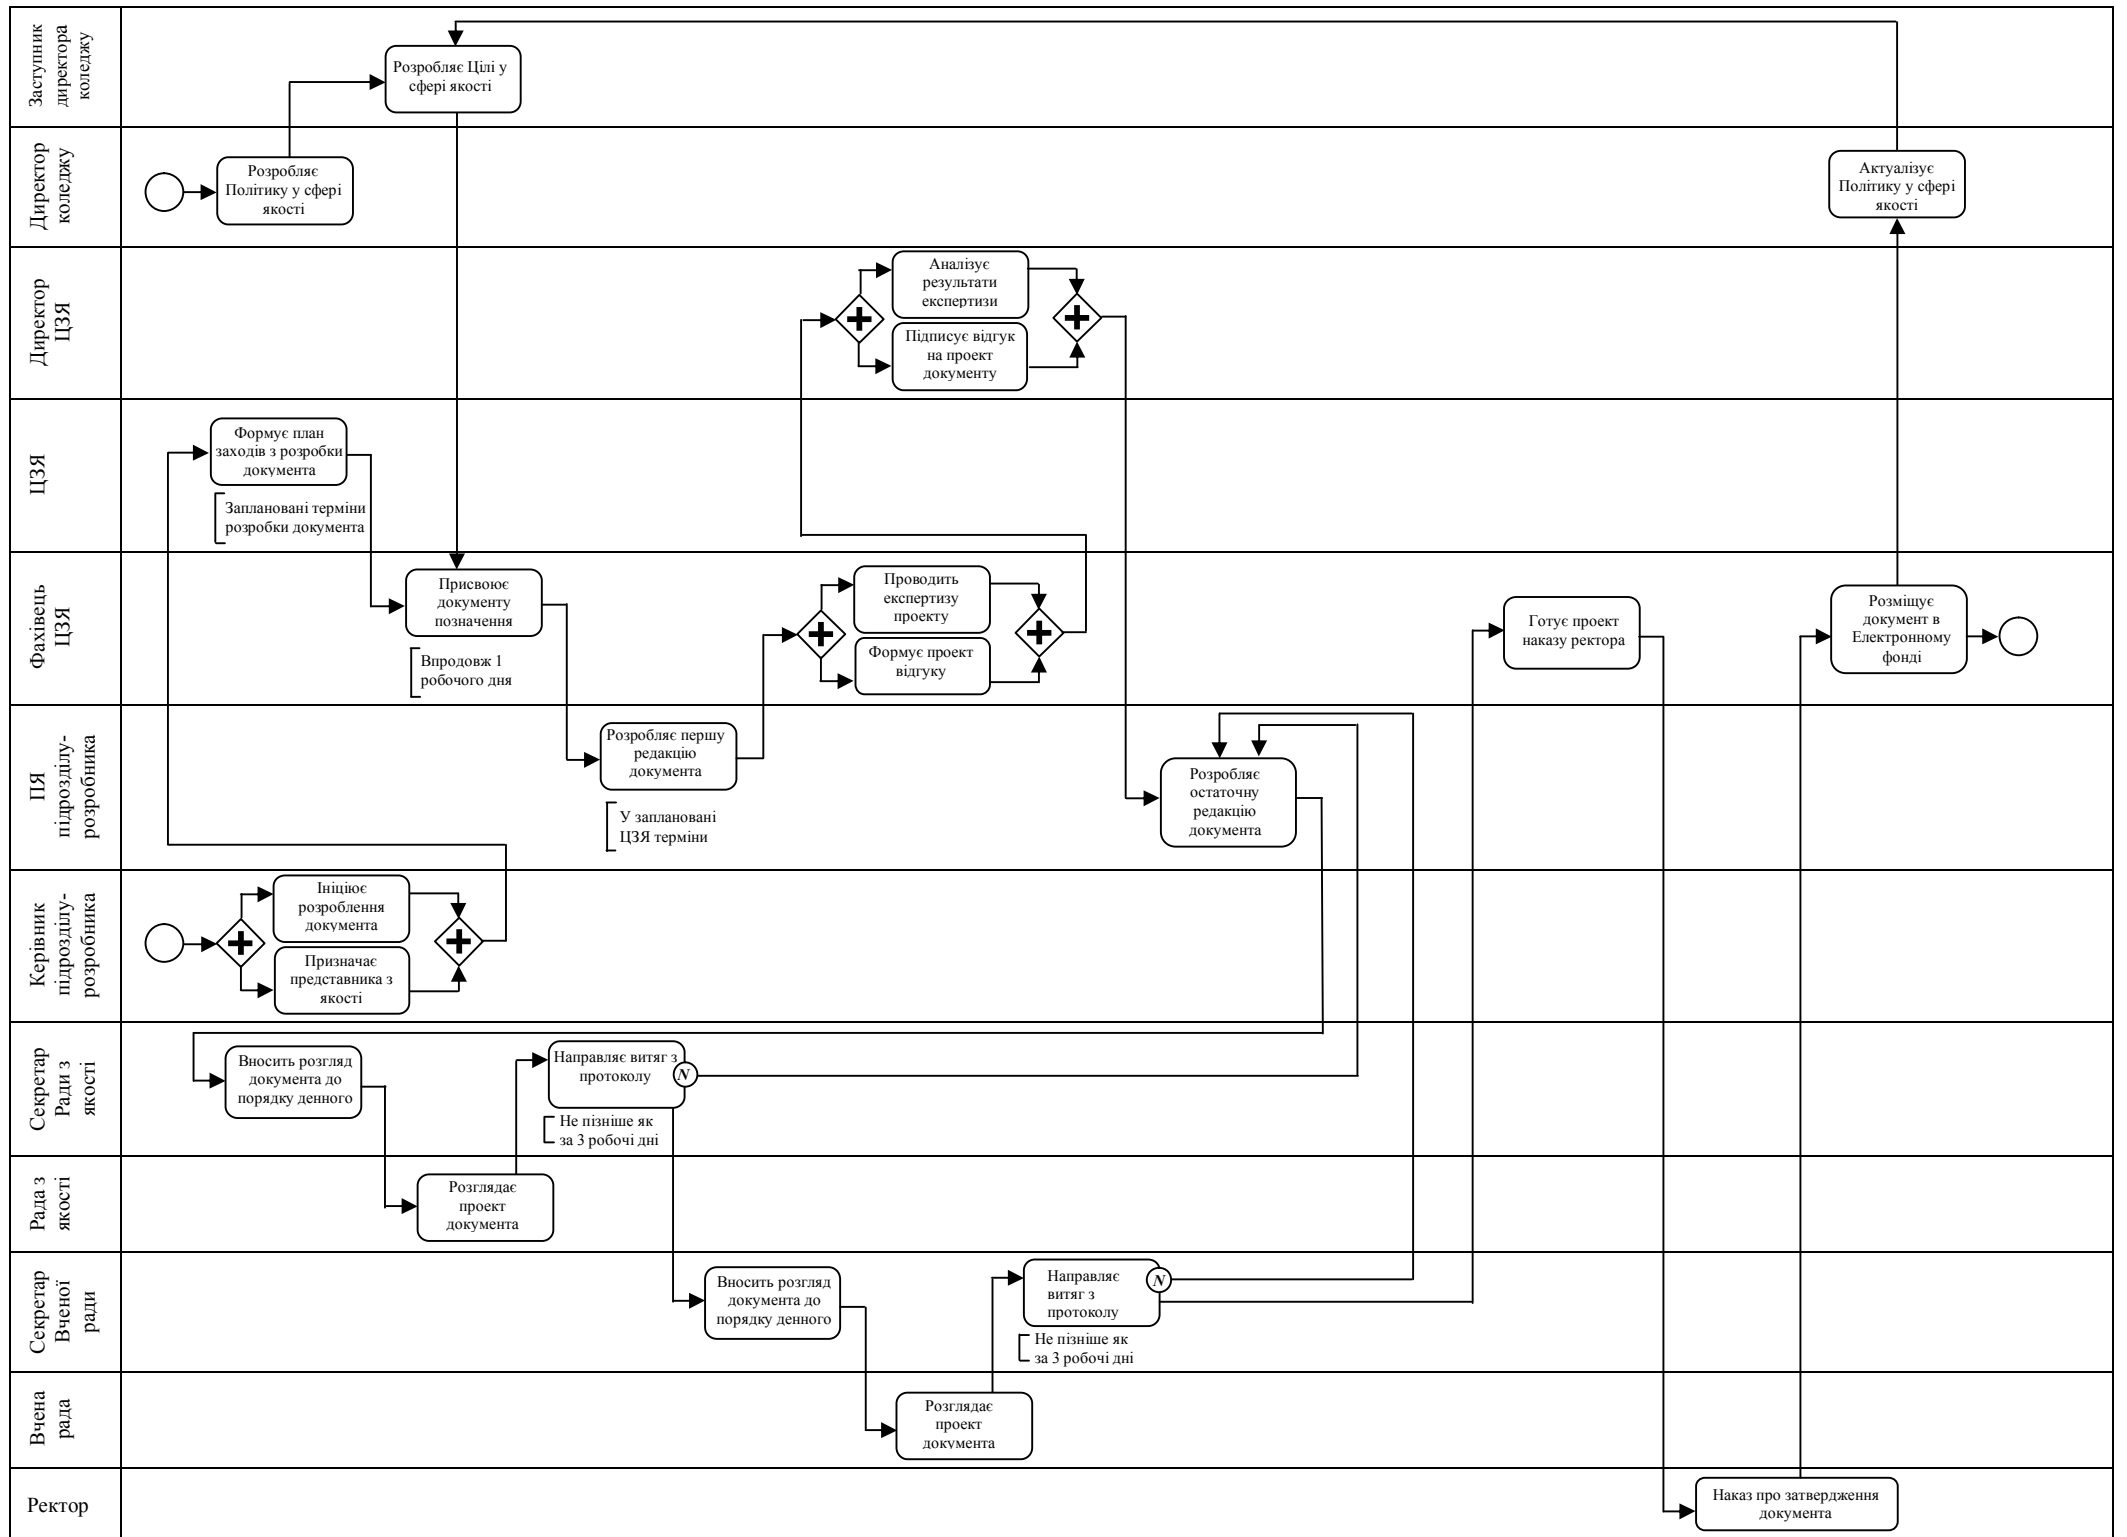 Заступник
директора
коледжу
Розробляє Цілі у
сфері якості
Директор
коледжу
Розробляє
Політику у сфері
якості
Актуалізує
Політику у сфері
якості
Директор
ЦЗЯ
Аналізує
результати
експертизи
Підписує відгук
на проект
документу
ЦЗЯ
Формує план
заходів з розробки
документа
Заплановані терміни
розробки документа
Фахівець
ЦЗЯ
Присвоює
документу
позначення
Впродовж 1
робочого дня
Проводить
експертизу
проекту
Формує проект
відгуку
Готує проект
наказу ректора
Розміщує
документ в
Електронному
фонді
ПЯ
підрозділу-
розробника
Розробляє першу
редакцію
документа
У заплановані
ЦЗЯ терміни
Розробляє
остаточну
редакцію
документа
Керівник
підрозділу-
розробника
Ініціює
розроблення
документа
Призначає
представника з
якості
Секретар
Ради з
якості
Вносить розгляд
документа до
порядку денного
Направляє витяг з
протоколу
N
Не пізніше як
за 3 робочі дні
Рада з
якості
Розглядає
проект
документа
Секретар
Вченої
ради
Вносить розгляд
документа до
порядку денного
Направляє
витяг з
протоколу
N
Не пізніше як
за 3 робочі дні
Вчена
рада
Розглядає
проект
документа
Ректор
Наказ про затвердження
документа